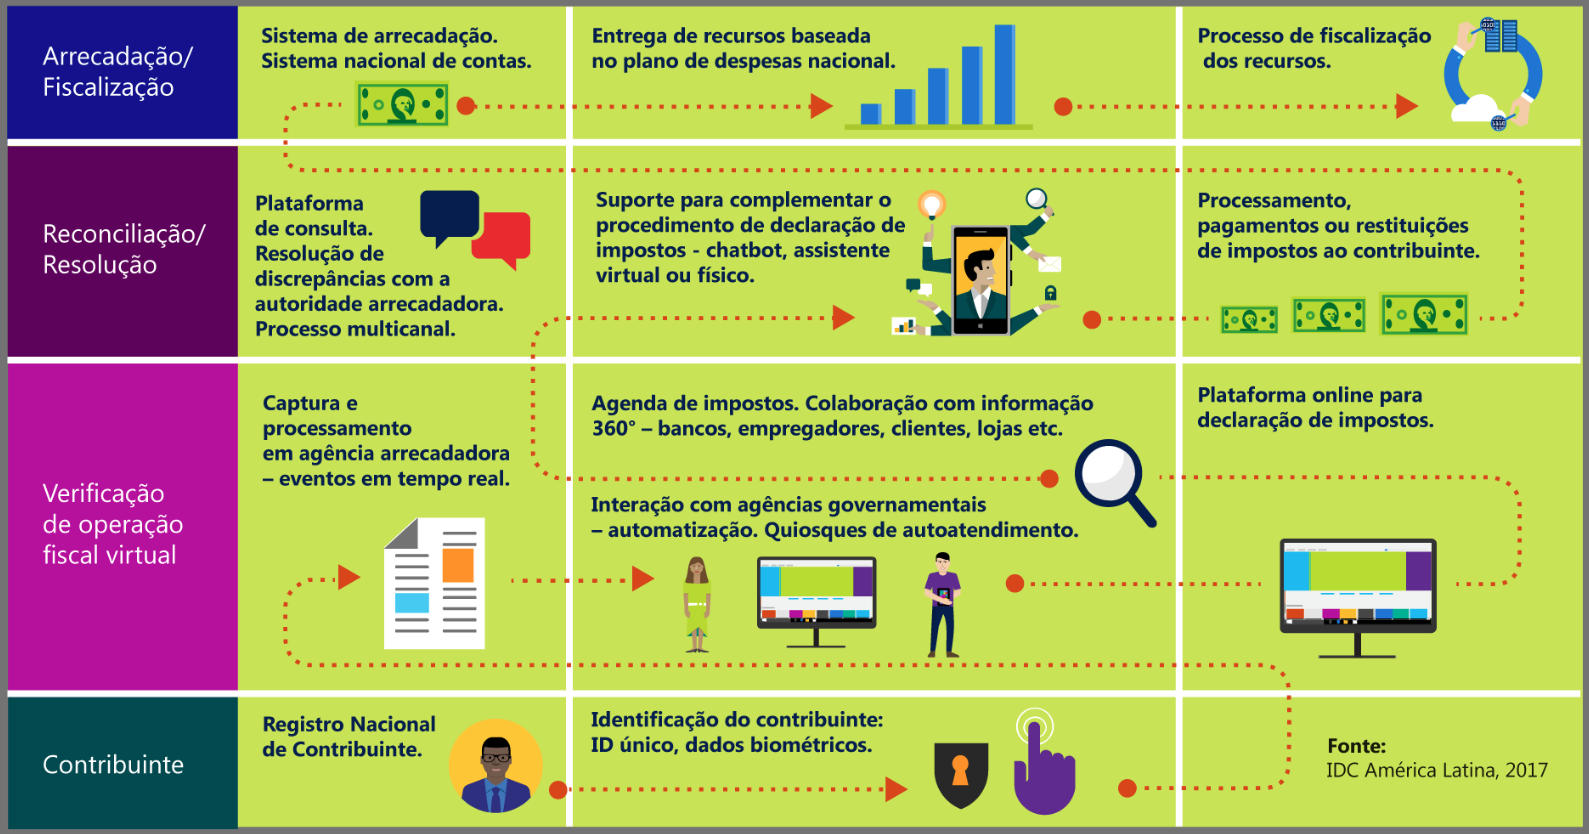 Arrecadação/
Fiscalização
Sistema de arrecadação.
Sistema nacional de contas.
Entrega de recursos baseada
no plano de despesas nacional.
Processo de fiscalização
dos recursos.
Reconciliação/
Resolução
Plataforma
de consulta.
Resolução de
discrepâncias com a
autoridade arrecadadora.
Processo multicanal.
Suporte para complementar o
procedimento de declaração de
impostos - chatbot, assistente
virtual ou físico.
Processamento,
pagamentos ou restituições
de impostos ao contribuinte.
Verificação
de operação
fiscal virtual
Captura e
processamento
em agência arrecadadora
– eventos em tempo real.
Agenda de impostos. Colaboração com informação
360° – bancos, empregadores, clientes, lojas etc.
Interação com agências governamentais
– automatização. Quiosques de autoatendimento.
Plataforma online para
declaração de impostos.
Contribuinte
Registro Nacional
de Contribuinte.
Identificação do contribuinte:
ID único, dados biométricos.
Fonte:
IDC América Latina, 2017